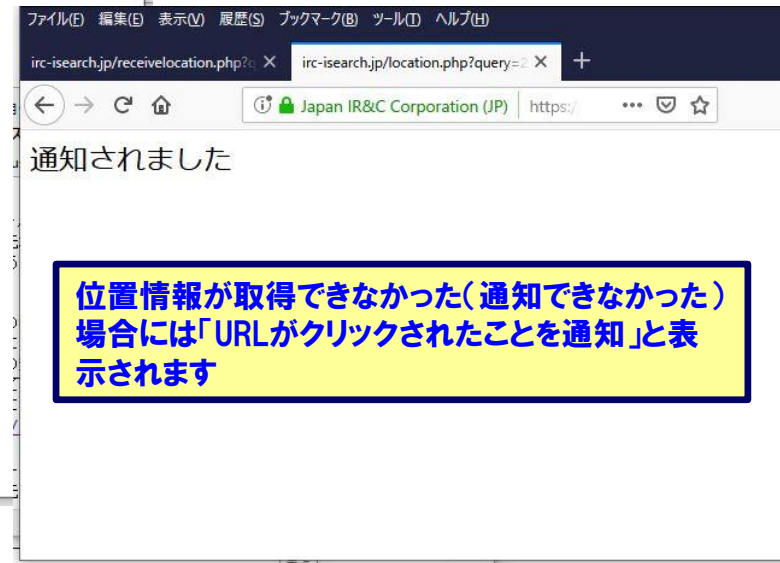 ファイル(F) 編集(E) 表示(V) 履歴(S) ブックマーク(B) ツール(T) ヘルプ(H)
irc-isearch.jp/receivelocation.php?q × irc-isearch.jp/location.php?query=2 × +
Japan IR&C Corporation (JP) https:/
通知されました
位置情報が取得できなかった(通知できなかった)
場合には「URLがクリックされたことを通知」と表
示されます